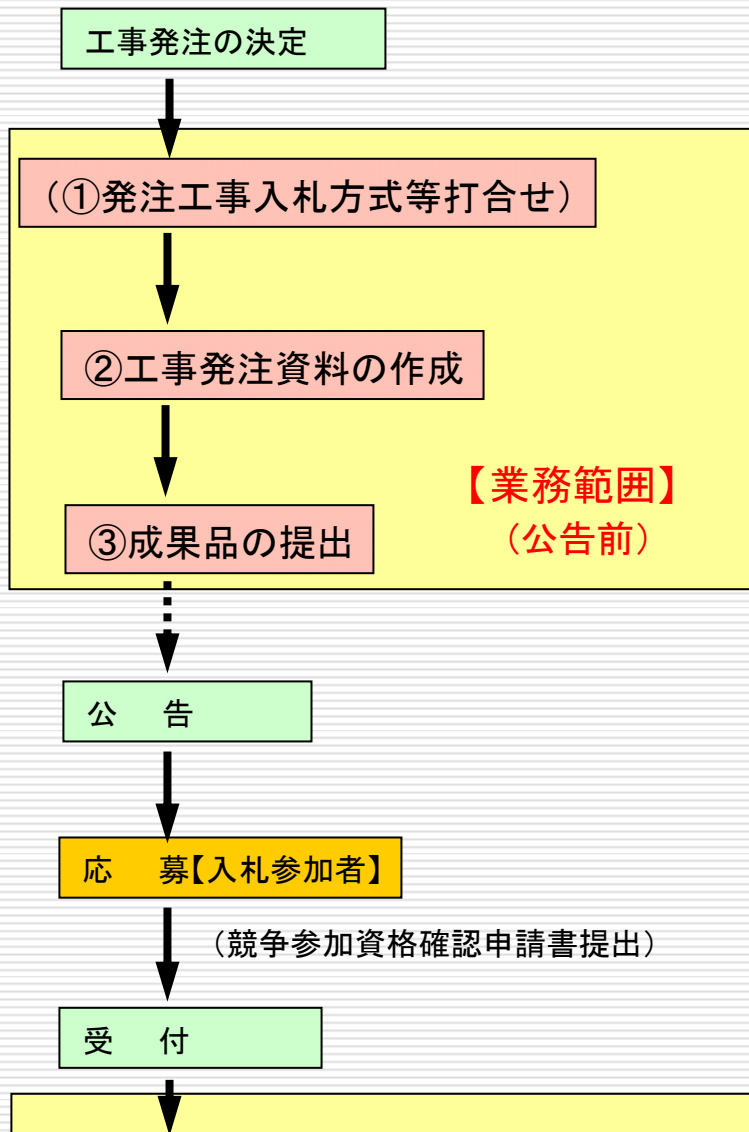 工事発注の決定
(①発注工事入札方式等打合せ)
②工事発注資料の作成
【業務範囲】
③成果品の提出
(公告前)
公 告
応 募【入札参加者】
(競争参加資格確認申請書提出)
受 付